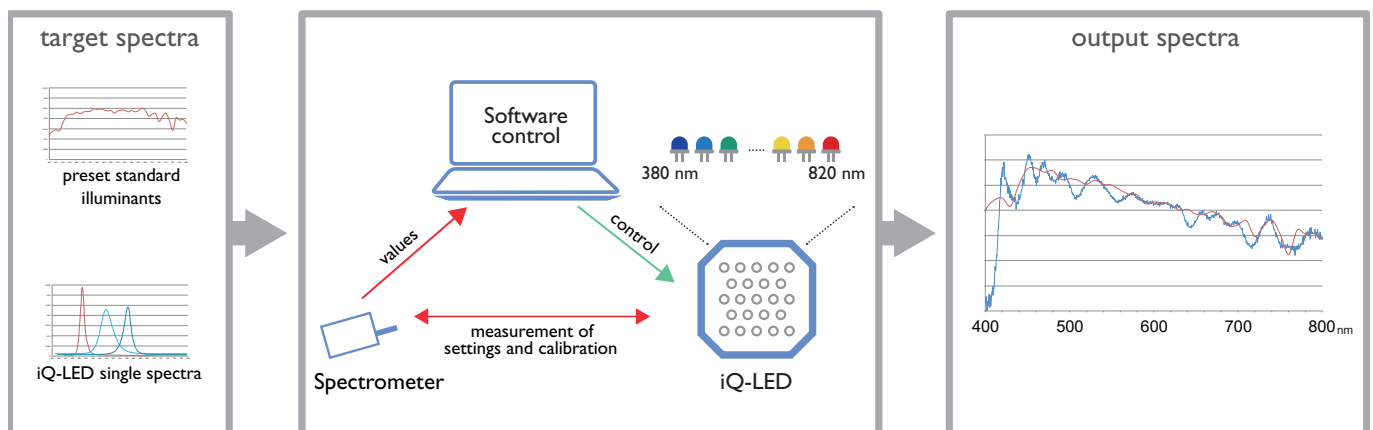 target spectra
preset standard
illuminants
iQ-LED single spectra
Software
control
380 nm
820 nm
values
control
measurement of
settings and calibration
Spectrometer
iQ-LED
output spectra
400 500 600 700 800 nm